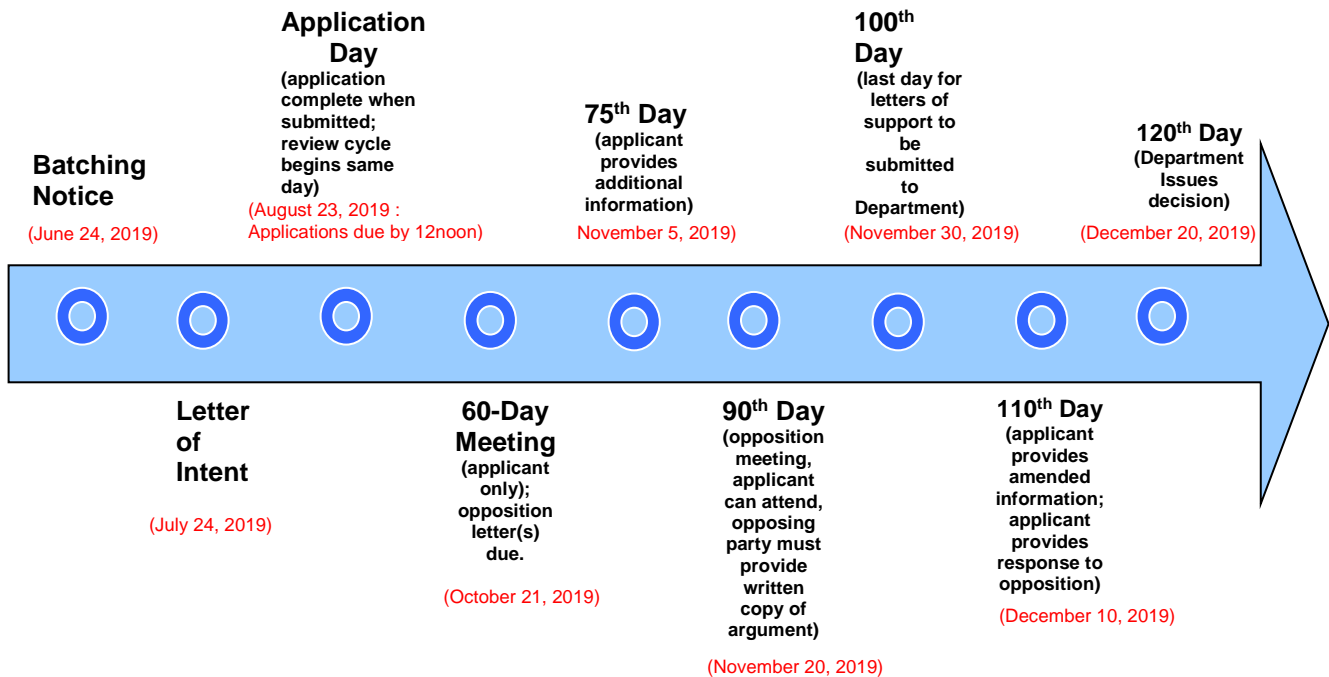 Batching
Notice
(June 24, 2019)
Letter
of
Intent
(July 24, 2019)
Application
Day
(application
complete when
submitted;
review cycle
begins same
day)
(August 23, 2019 :
Applications due by 12noon)
60-Day
Meeting
(applicant
only);
opposition
letter(s)
due.
(October 21, 2019)
75th Day
(applicant
provides
additional
information)
November 5, 2019)
90th Day
(opposition
meeting,
applicant
can attend,
opposing
party must
provide
written
copy of
argument)
(November 20, 2019)
100th
Day
(last day for
letters of
support to
be
submitted
to
Department)
(November 30, 2019)
110th Day
(applicant
provides
amended
information;
applicant
provides
response to
opposition)
(December 10, 2019)
120th Day
(Department
Issues
decision)
(December 20, 2019)